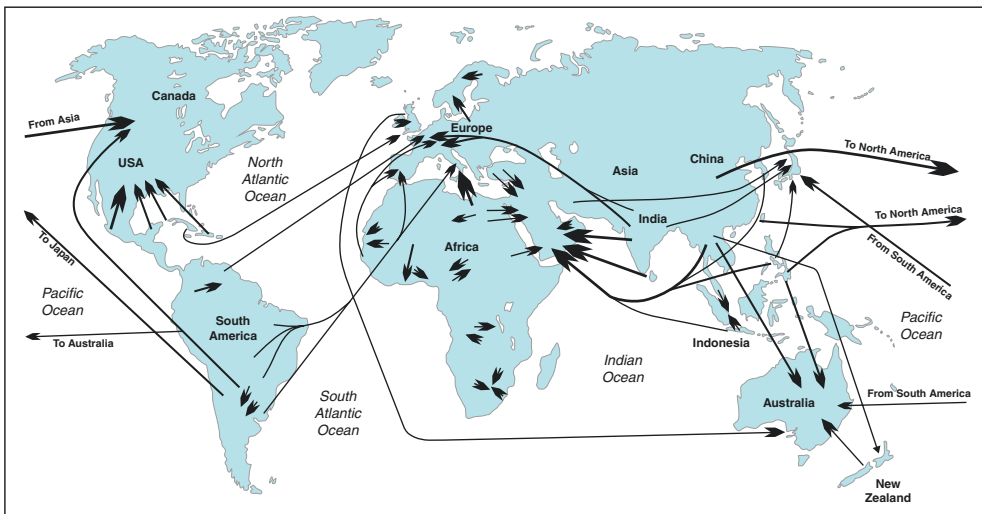 Canada
From Asia
USA
North
Atlantic
Ocean
Europe
Asia
China
To North America
India
Africa
To North America
To Japan
From South America
Pacific
Ocean
South
America
To Australia
Indonesia
Pacific
Ocean
Indian
Ocean
South
Atlantic
Ocean
Australia
From South America
New
Zealand